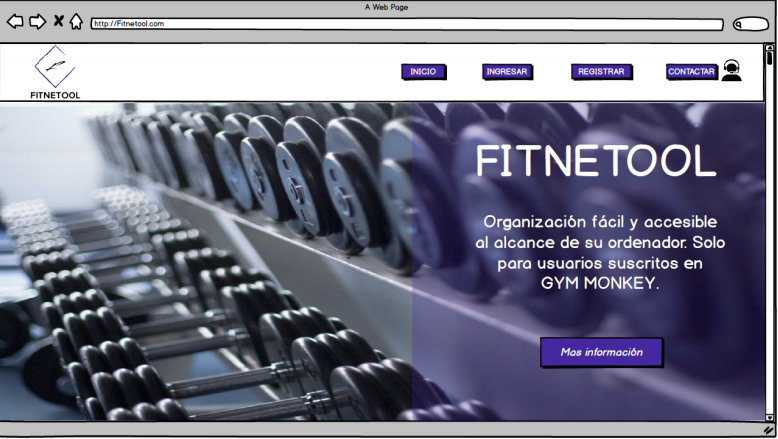 A Web Page
http://Fitnetool.com
FITNETOOL
INICIO
INGRESAR
REGISTRAR
CONTACTAR
FITNETOOL
Organización fácil y accesible
al alcance de su ordenador. Solo
para usuarios suscritos en
GYM MONKEY.
Mas información